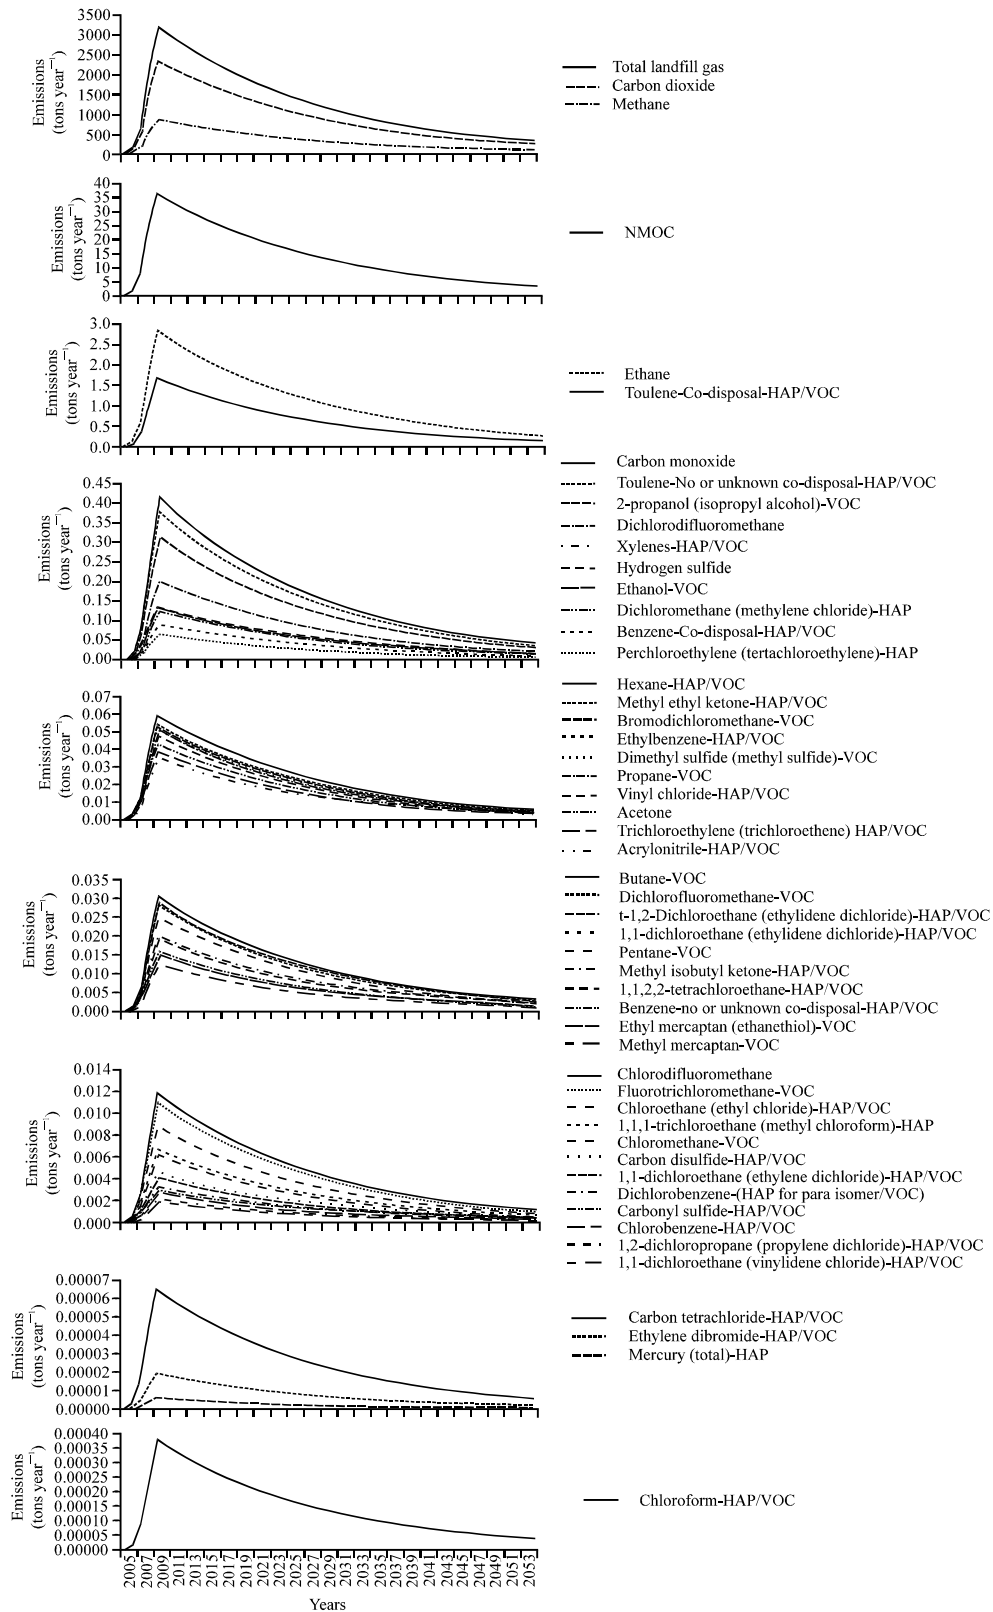 3500
3000
2500
2000
1500
1000
500
0
Emissions
(tons year⁻¹)
Total landfill gas
Carbon dioxide
Methane
40
35
30
25
20
15
10
5
0
Emissions
(tons year⁻¹)
NMOC
3.0
2.5
2.0
1.5
1.0
0.5
0.0
Emissions
(tons year⁻¹)
Ethane
Toulene-Co-disposal-HAP/VOC
0.45
0.40
0.35
0.30
0.25
0.20
0.15
0.10
0.05
0.00
Emissions
(tons year⁻¹)
Carbon monoxide
Toulene-No or unknown co-disposal-HAP/VOC
2-propanol (isopropyl alcohol)-VOC
Dichlorodifluoromethane
Xylenes-HAP/VOC
Hydrogen sulfide
Ethanol-VOC
Dichloromethane (methylene chloride)-HAP
Benzene-Co-disposal-HAP/VOC
Perchloroethylene (tertachloroethylene)-HAP
0.07
0.06
0.05
0.04
0.03
0.02
0.01
0.00
Emissions
(tons year⁻¹)
Hexane-HAP/VOC
Methyl ethyl ketone-HAP/VOC
Bromodichloromethane-VOC
Ethylbenzene-HAP/VOC
Dimethyl sulfide (methyl sulfide)-VOC
Propane-VOC
Vinyl chloride-HAP/VOC
Acetone
Trichloroethylene (trichloroethene) HAP/VOC
Acrylonitrile-HAP/VOC
0.035
0.030
0.025
0.020
0.015
0.010
0.005
0.000
Emissions
(tons year⁻¹)
Butane-VOC
Dichlorofluoromethane-VOC
t-1,2-Dichloroethane (ethylidene dichloride)-HAP/VOC
1,1-dichloroethane (ethylidene dichloride)-HAP/VOC
Pentane-VOC
Methyl isobutyl ketone-HAP/VOC
1,1,2,2-tetrachloroethane-HAP/VOC
Benzene-no or unknown co-disposal-HAP/VOC
Ethyl mercaptan (ethanethiol)-VOC
Methyl mercaptan-VOC
0.014
0.012
0.010
0.008
0.006
0.004
0.002
0.000
Emissions
(tons year⁻¹)
Chlorodifluoromethane
Fluorotrichloromethane-VOC
Chloroethane (ethyl chloride)-HAP/VOC
1,1,1-trichloroethane (methyl chloroform)-HAP
Chloromethane-VOC
Carbon disulfide-HAP/VOC
1,1-dichloroethane (ethylene dichloride)-HAP/VOC
Dichlorobenzene-(HAP for para isomer/VOC)
Carbonyl sulfide-HAP/VOC
Chlorobenzene-HAP/VOC
1,2-dichloropropane (propylene dichloride)-HAP/VOC
1,1-dichloroethane (vinylidene chloride)-HAP/VOC
0.00007
0.00006
0.00005
0.00004
0.00003
0.00002
0.00001
0.00000
Emissions
(tons year⁻¹)
Carbon tetrachloride-HAP/VOC
Ethylene dibromide-HAP/VOC
Mercury (total)-HAP
0.00040
0.00035
0.00030
0.00025
0.00020
0.00015
0.00010
0.00005
0.00000
Emissions
(tons year⁻¹)
Chloroform-HAP/VOC
2005
2007
2009
2011
2013
2015
2017
2019
2021
2023
2025
2027
2029
2031
2033
2035
2037
2039
2041
2043
2045
2047
2049
2051
2053
Years